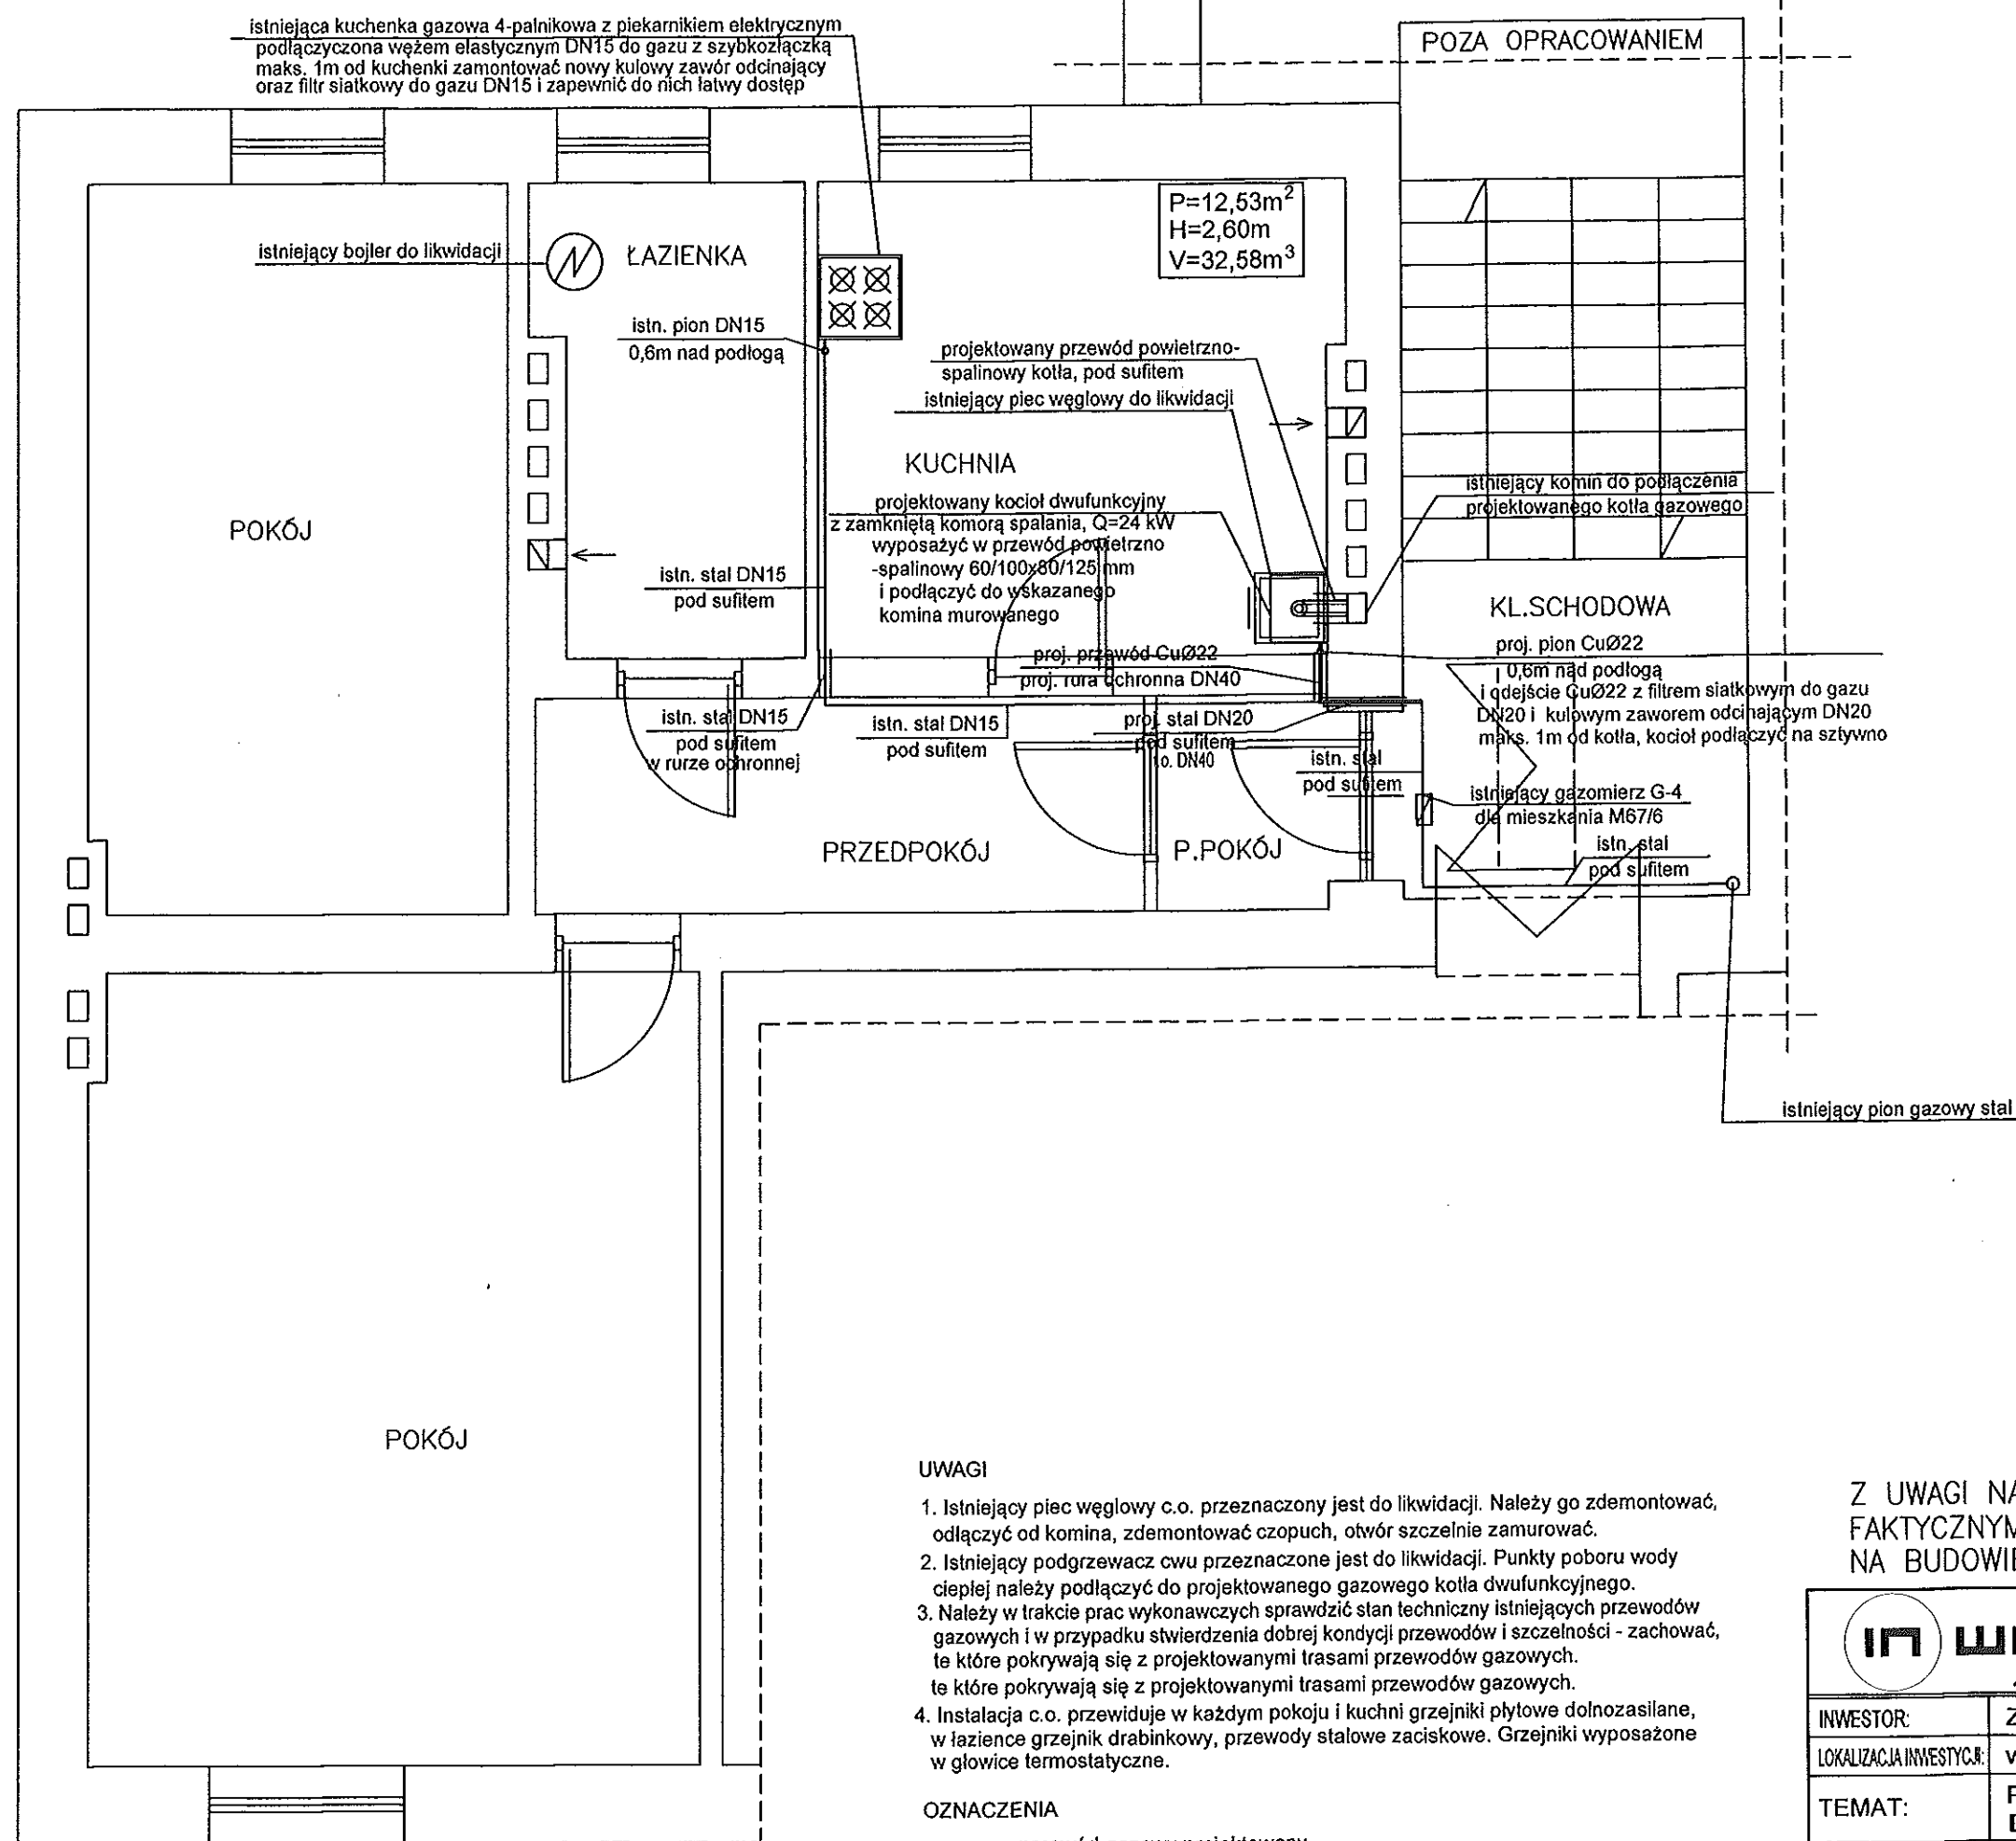 istniejąca kuchenka gazowa 4-palnikowa z piekarnikiem elektrycznym
podłączyczona wężem elastycznym DN15 do gazu z szybkozłączką
maks. 1m od kuchenki zamontować nowy kulowy zawór odcinający
oraz filtr siatkowy do gazu DN15 i zapewnić do nich łatwy dostęp
POZA OPRACOWANIEM
P=12,53m²
H=2,60m
V=32,58m³
istniejący bojler do likwidacji
ŁAZIENKA
istn. pion DN15
0,6m nad podłogą
projektowany przewód powietrzno-
spalinowy kotła, pod sufitem
istniejący piec węglowy do likwidacji
KUCHNIA
POKÓJ
projektowany kocioł dwufunkcyjny
z zamkniętą komorą spalania, Q=24 kW
wyposażyć w przewód powietrzno
-spalinowy 60/100x80/125 mm
i podłączyć do wskazanego
komina murowanego
istniejący komin do podłączenia
projektowanego kotła gazowego
istn. stal DN15
pod sufitem
KL.SCHODOWA
proj. pion CuØ22
0,6m nad podłogą
i odejście CuØ22 z filtrem siatkowym do gazu
DN20 i kulowym zaworem odcinającym DN20
maks. 1m od kotła, kocioł podłączyć na sztywno
proj. przewód CuØ22
proj. rura ochronna DN40
istn. stal DN15
pod sufitem
w rurze ochronnej
istn. stal DN15
pod sufitem
proj. stal DN20
pod sufitem
r.o. DN40
istn. stal
pod sufitem
istniejący gazomierz G-4
dla mieszkania M67/6
istn. stal
pod sufitem
PRZEDPOKÓJ
P.POKÓJ
istniejący pion gazowy stal
POKÓJ
UWAGI
1. Istniejący piec węglowy c.o. przeznaczony jest do likwidacji. Należy go zdemontować,
odłączyć od komina, zdemontować czopuch, otwór szczelnie zamurować.
2. Istniejący podgrzewacz cwu przeznaczone jest do likwidacji. Punkty poboru wody
ciepłej należy podłączyć do projektowanego gazowego kotła dwufunkcyjnego.
3. Należy w trakcie prac wykonawczych sprawdzić stan techniczny istniejących przewodów
gazowych i w przypadku stwierdzenia dobrej kondycji przewodów i szczelności - zachować,
te które pokrywają się z projektowanymi trasami przewodów gazowych.
te które pokrywają się z projektowanymi trasami przewodów gazowych.
4. Instalacja c.o. przewiduje w każdym pokoju i kuchni grzejniki płytowe dolnozasilane,
w łazience grzejnik drabinkowy, przewody stalowe zaciskowe. Grzejniki wyposażone
w głowice termostatyczne.
OZNACZENIA
Z UWAGI NA
FAKTYCZNYM
NA BUDOWIE
in
INWESTOR:
LOKALIZACJA INWESTYCJI:
TEMAT: